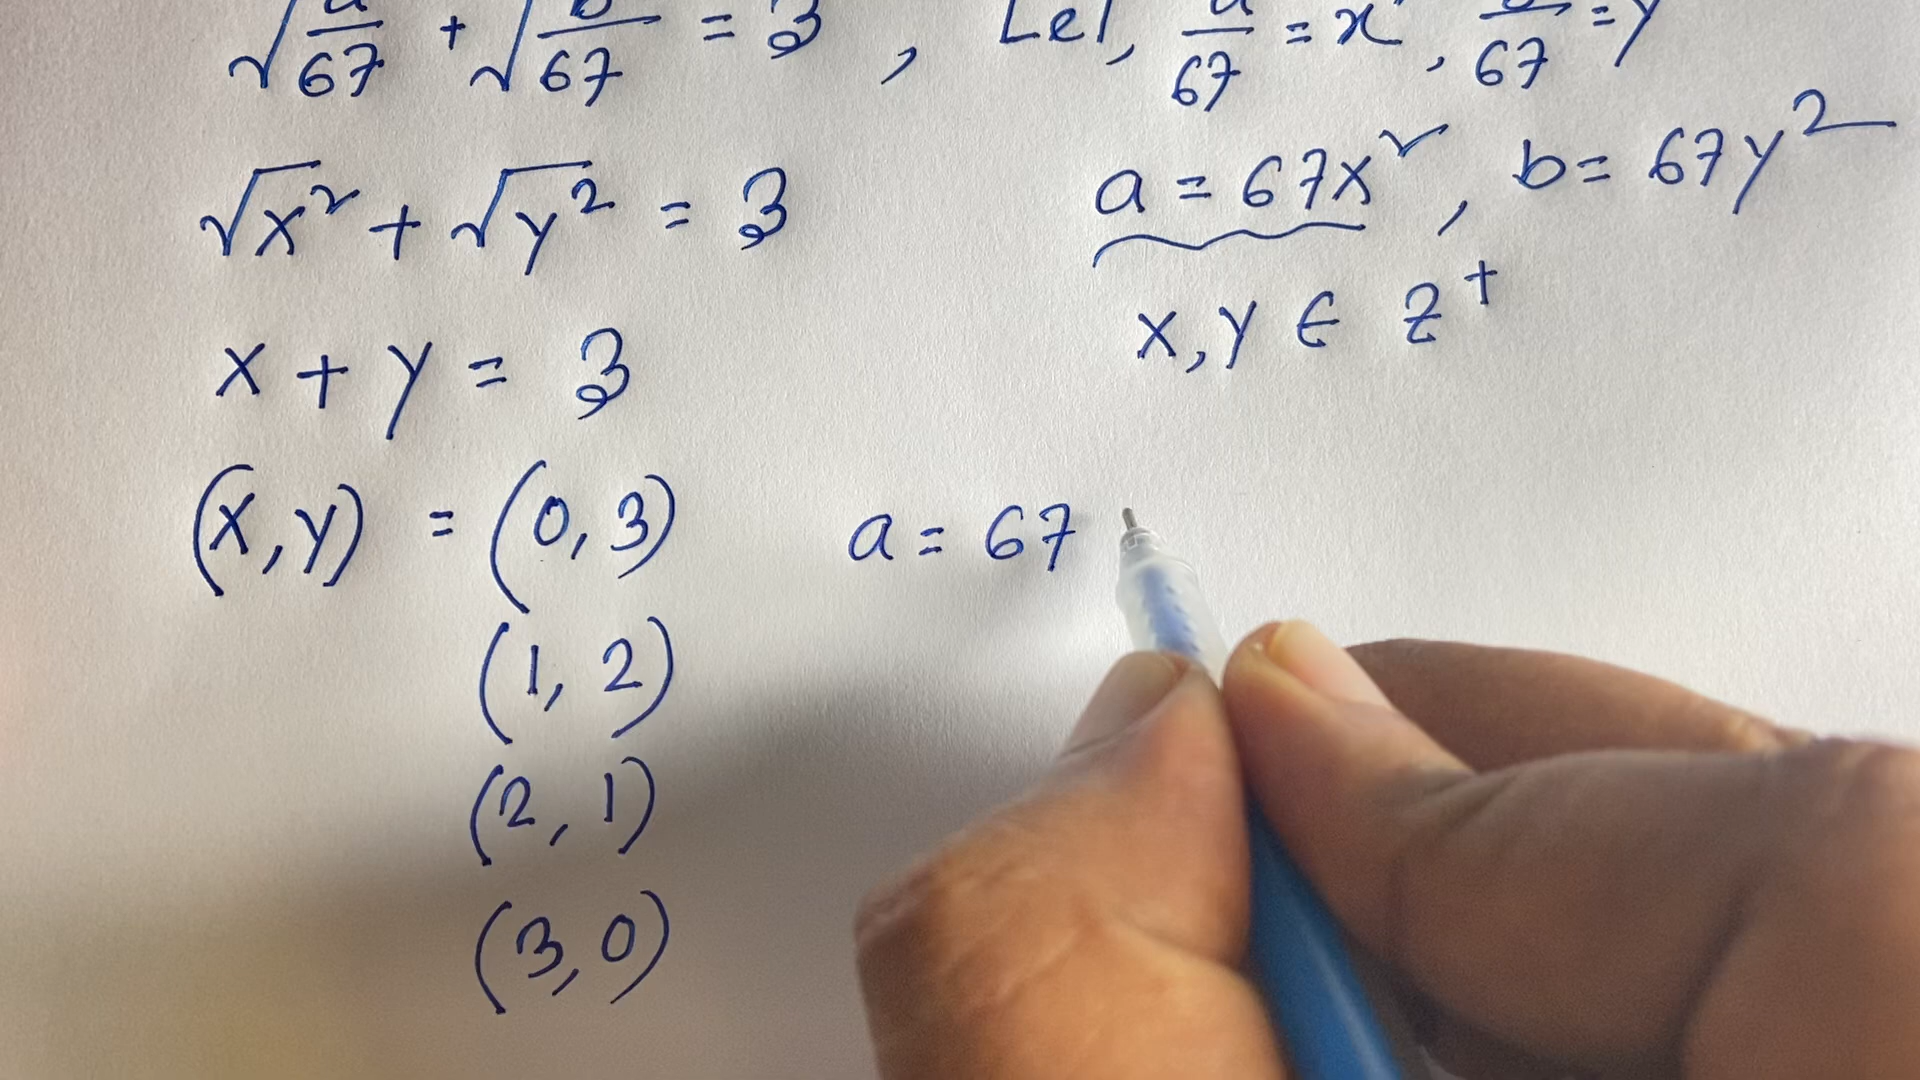 √a/67 + √b/67 = 3 , Let, a/67 = x² , b/67 = y
√x² + √y² = 3
a = 67x² , b = 67y²
x + y = 3
x, y ∈ Z⁺
(x, y) = (0, 3)
a = 67
(1, 2)
(2, 1)
(3, 0)